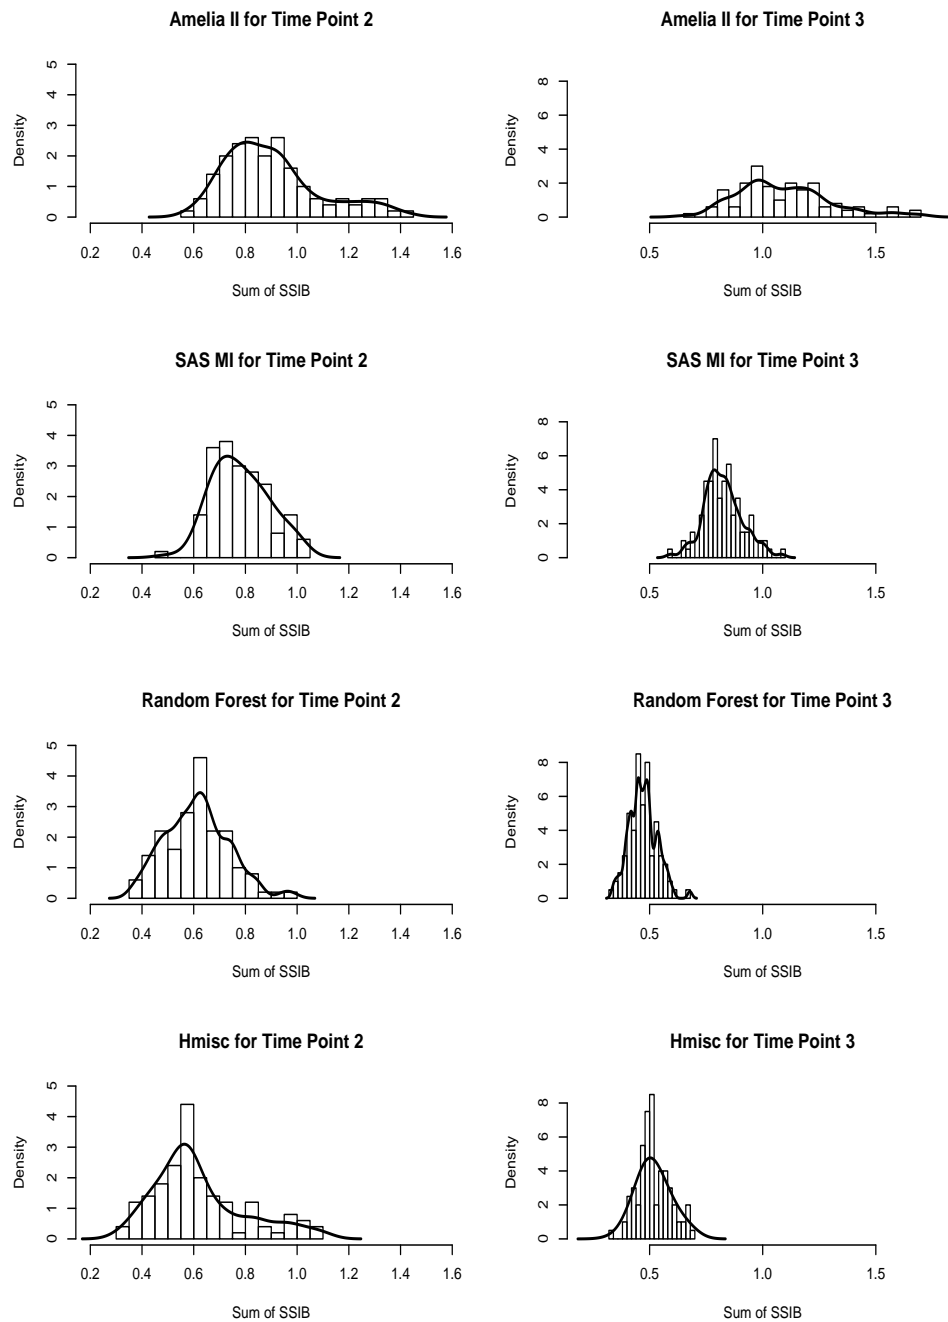 Amelia II for Time Point 2
Density
0 1 2 3 4 5
0.2 0.4 0.6 0.8 1.0 1.2 1.4 1.6
Sum of SSIB
Amelia II for Time Point 3
Density
0 2 4 6 8
0.5 1.0 1.5
Sum of SSIB
SAS MI for Time Point 2
Density
0 1 2 3 4 5
0.2 0.4 0.6 0.8 1.0 1.2 1.4 1.6
Sum of SSIB
SAS MI for Time Point 3
Density
0 2 4 6 8
0.5 1.0 1.5
Sum of SSIB
Random Forest for Time Point 2
Density
0 1 2 3 4 5
0.2 0.4 0.6 0.8 1.0 1.2 1.4 1.6
Sum of SSIB
Random Forest for Time Point 3
Density
0 2 4 6 8
0.5 1.0 1.5
Sum of SSIB
Hmisc for Time Point 2
Density
0 1 2 3 4 5
0.2 0.4 0.6 0.8 1.0 1.2 1.4 1.6
Sum of SSIB
Hmisc for Time Point 3
Density
0 2 4 6 8
0.5 1.0 1.5
Sum of SSIB